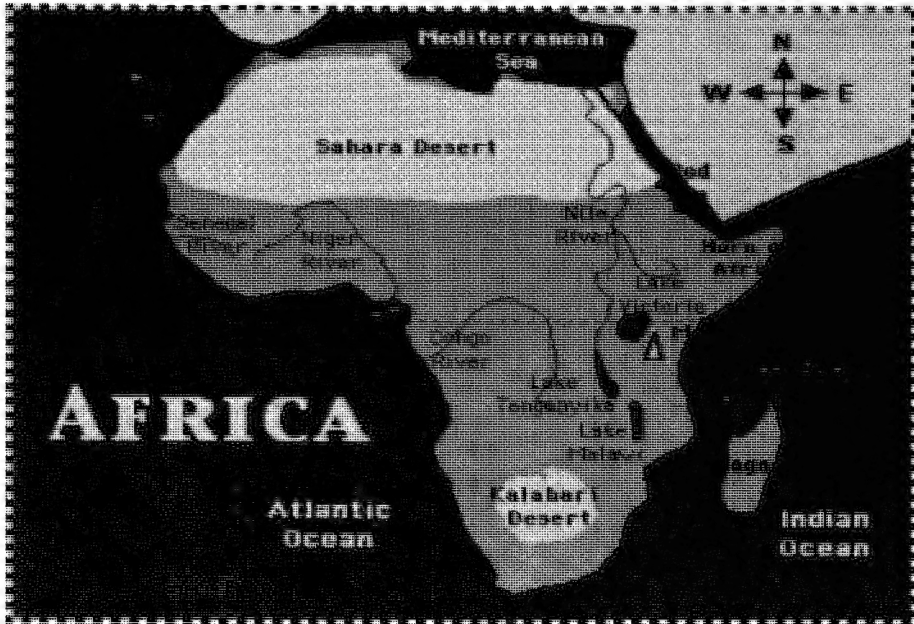 Mediterranean
Sea
N
W
E
S
Sahara Desert
Red
Senegal
River
Niger
River
Nile
River
Horn of
Lake
Victoria
Congo
River
Lake
Tanganyika
Lake
Malawi
AFRICA
Kalahari
Desert
Atlantic
Ocean
Indian
Ocean